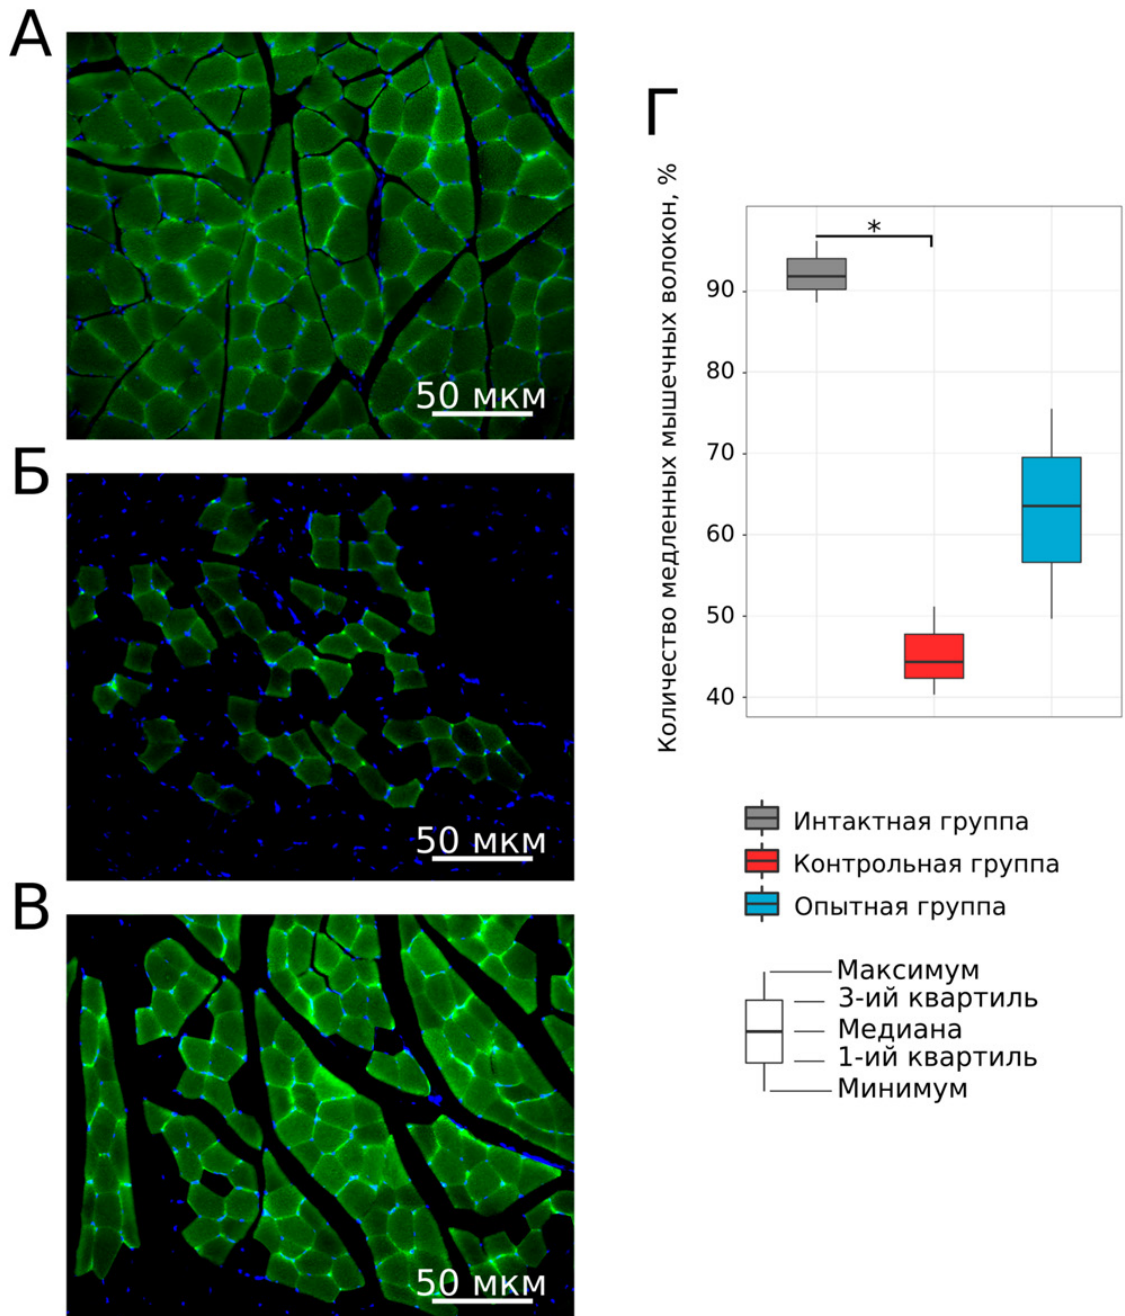 А
50 мкм
Б
50 мкм
В
50 мкм
Г
Количество медленных мышечных волокон, %
*
90
80
70
60
50
40
Интактная группа
Контрольная группа
Опытная группа
Максимум
3-ий квартиль
Медиана
1-ий квартиль
Минимум